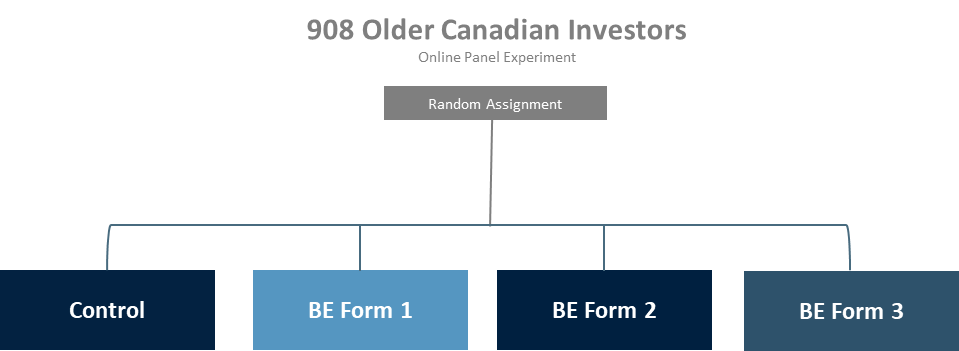 908 Older Canadian Investors
Online Panel Experiment
Random Assignment
Control
BE Form 1
BE Form 2
BE Form 3